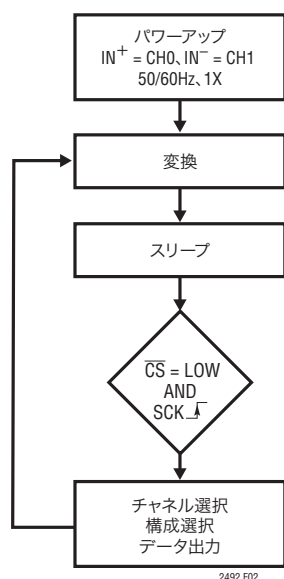 パワーアップ
IN+ = CH0、IN– = CH1
50/60Hz、1X
変換
スリープ
CS = LOW
AND
SCK
チャネル選択
構成選択
データ出力
2492 F02